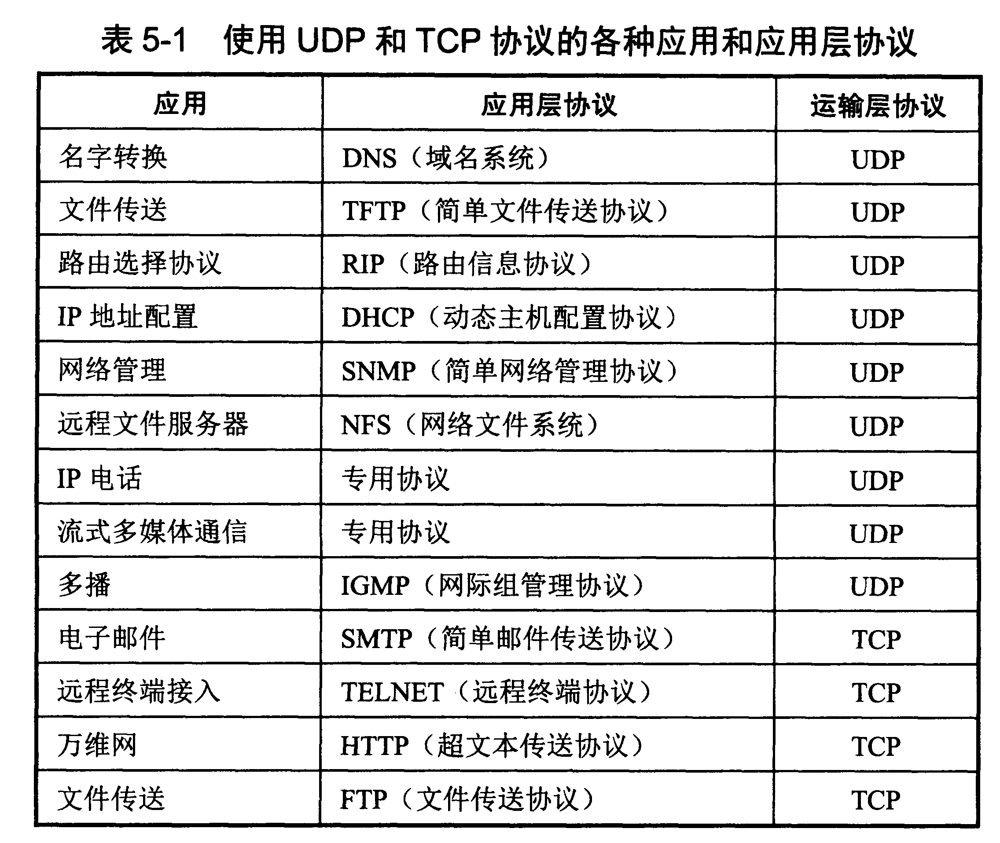 表 5-1 使用 UDP 和 TCP 协议的各种应用和应用层协议
应用 应用层协议 运输层协议
名字转换 DNS（域名系统） UDP
文件传送 TFTP（简单文件传送协议） UDP
路由选择协议 RIP（路由信息协议） UDP
IP 地址配置 DHCP（动态主机配置协议） UDP
网络管理 SNMP（简单网络管理协议） UDP
远程文件服务器 NFS（网络文件系统） UDP
IP 电话 专用协议 UDP
流式多媒体通信 专用协议 UDP
多播 IGMP（网际组管理协议） UDP
电子邮件 SMTP（简单邮件传送协议） TCP
远程终端接入 TELNET（远程终端协议） TCP
万维网 HTTP（超文本传送协议） TCP
文件传送 FTP（文件传送协议） TCP